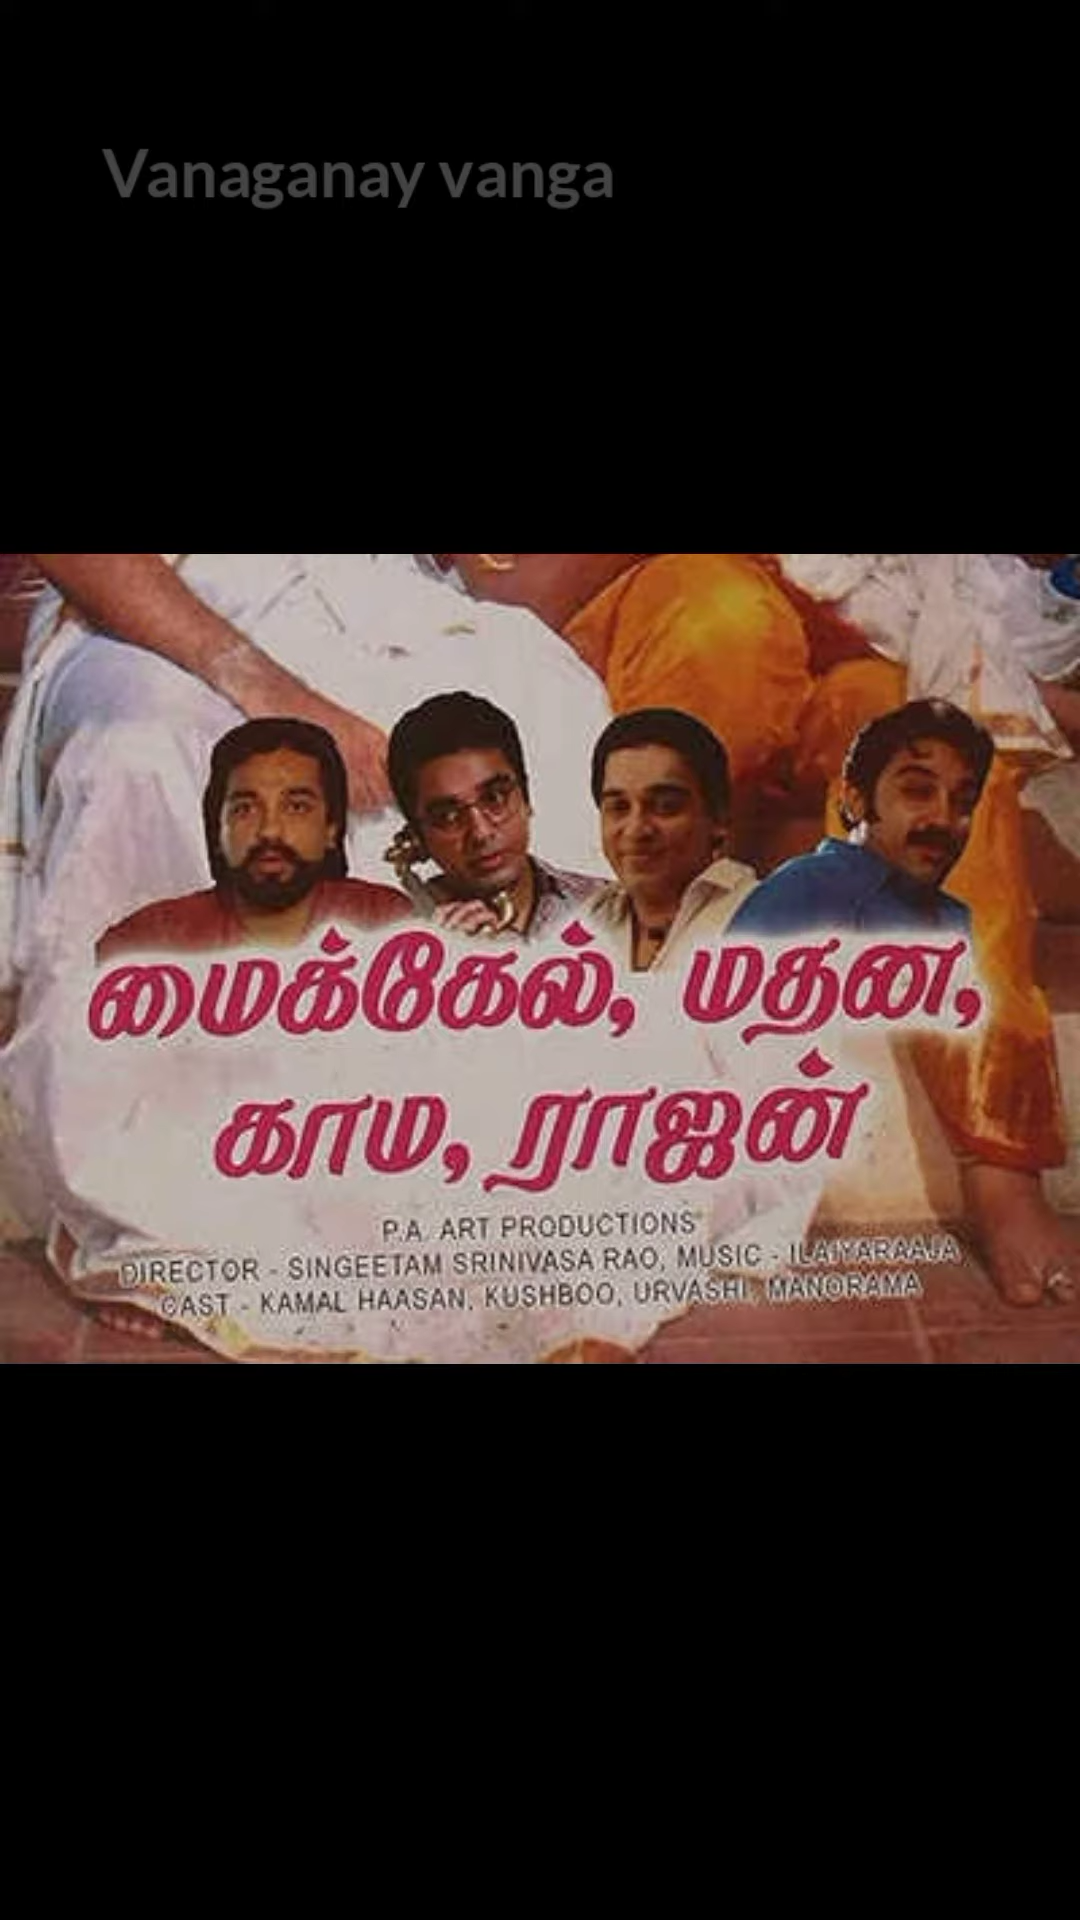 Vanaganay vanga
மைக்கேல், மதன,
காம, ராஜன்
P.A. ART PRODUCTIONS
DIRECTOR - SINGEETAM SRINIVASA RAO, MUSIC - ILAIYARAAJA,
CAST - KAMAL HAASAN, KUSHBOO, URVASHI, MANORAMA